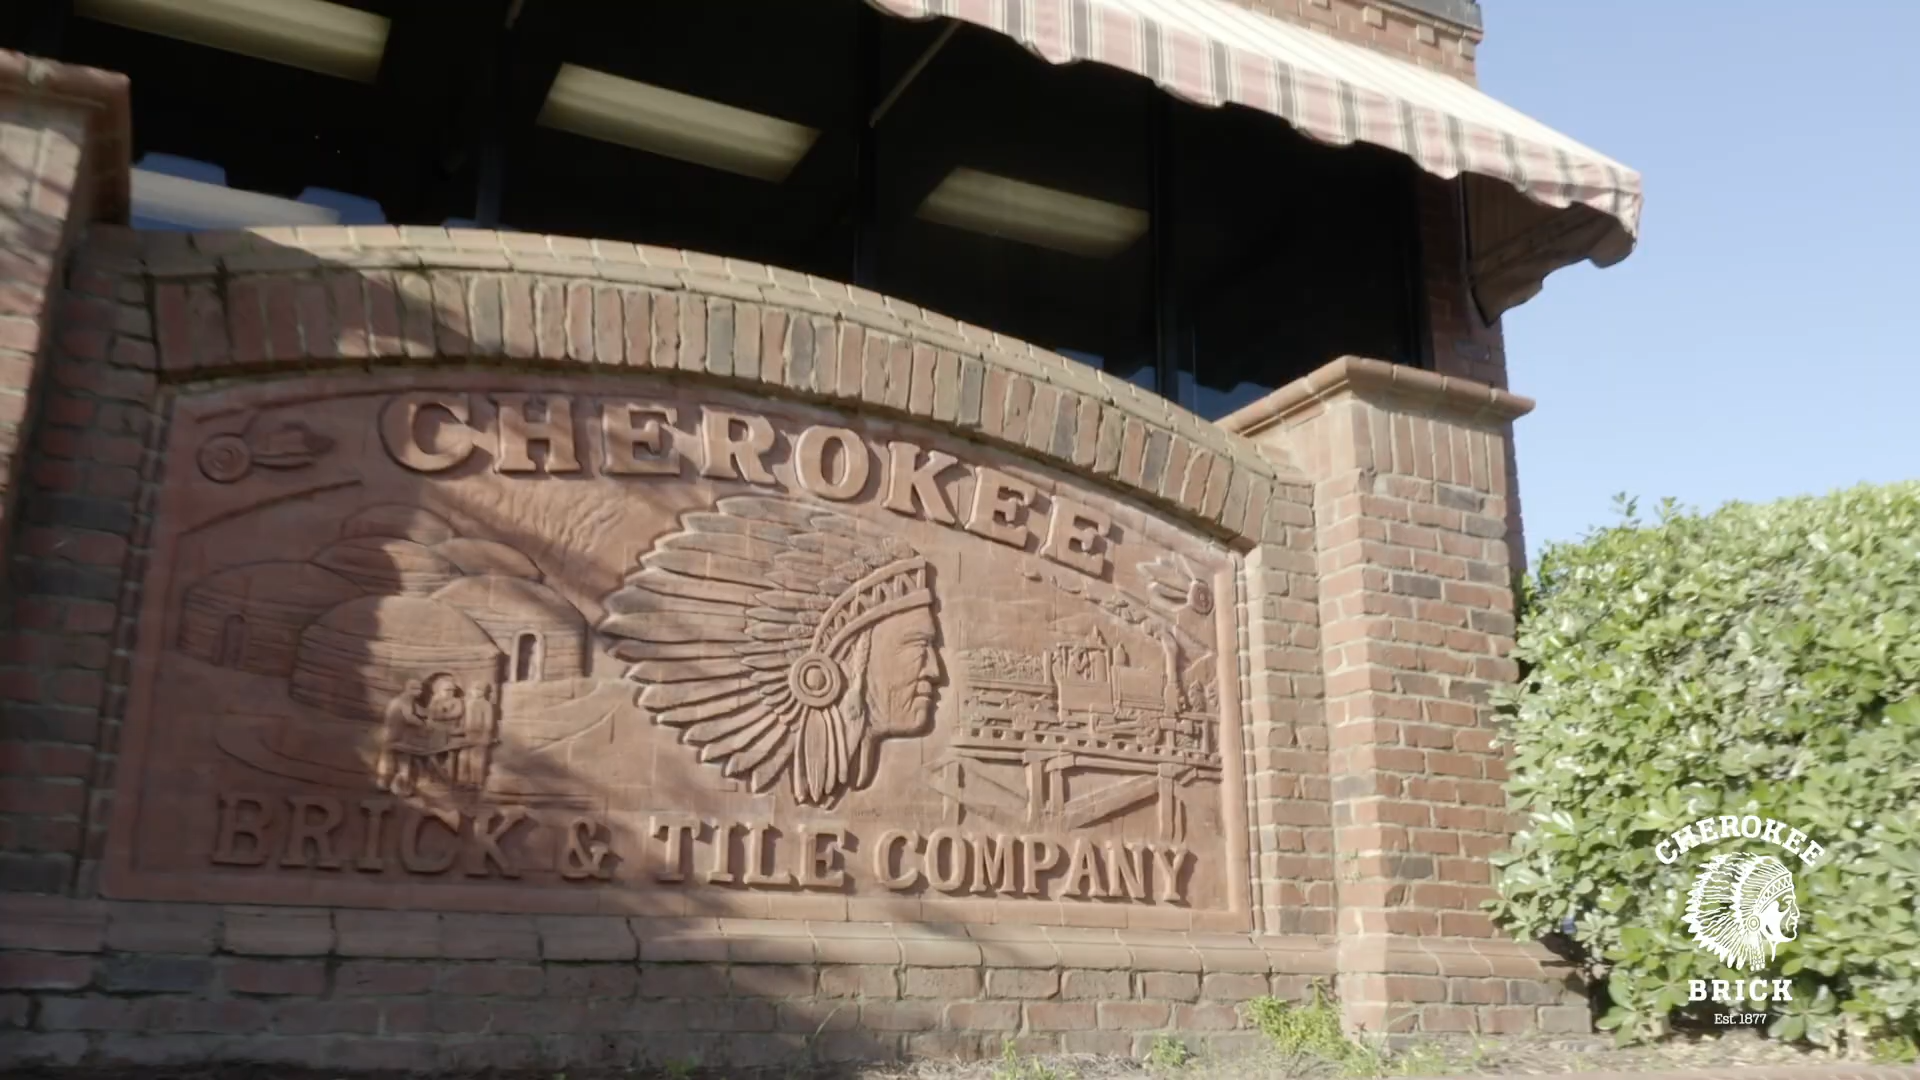 CHEROKEE
BRICK & TILE COMPANY
CHEROKEE
BRICK
Est. 1877